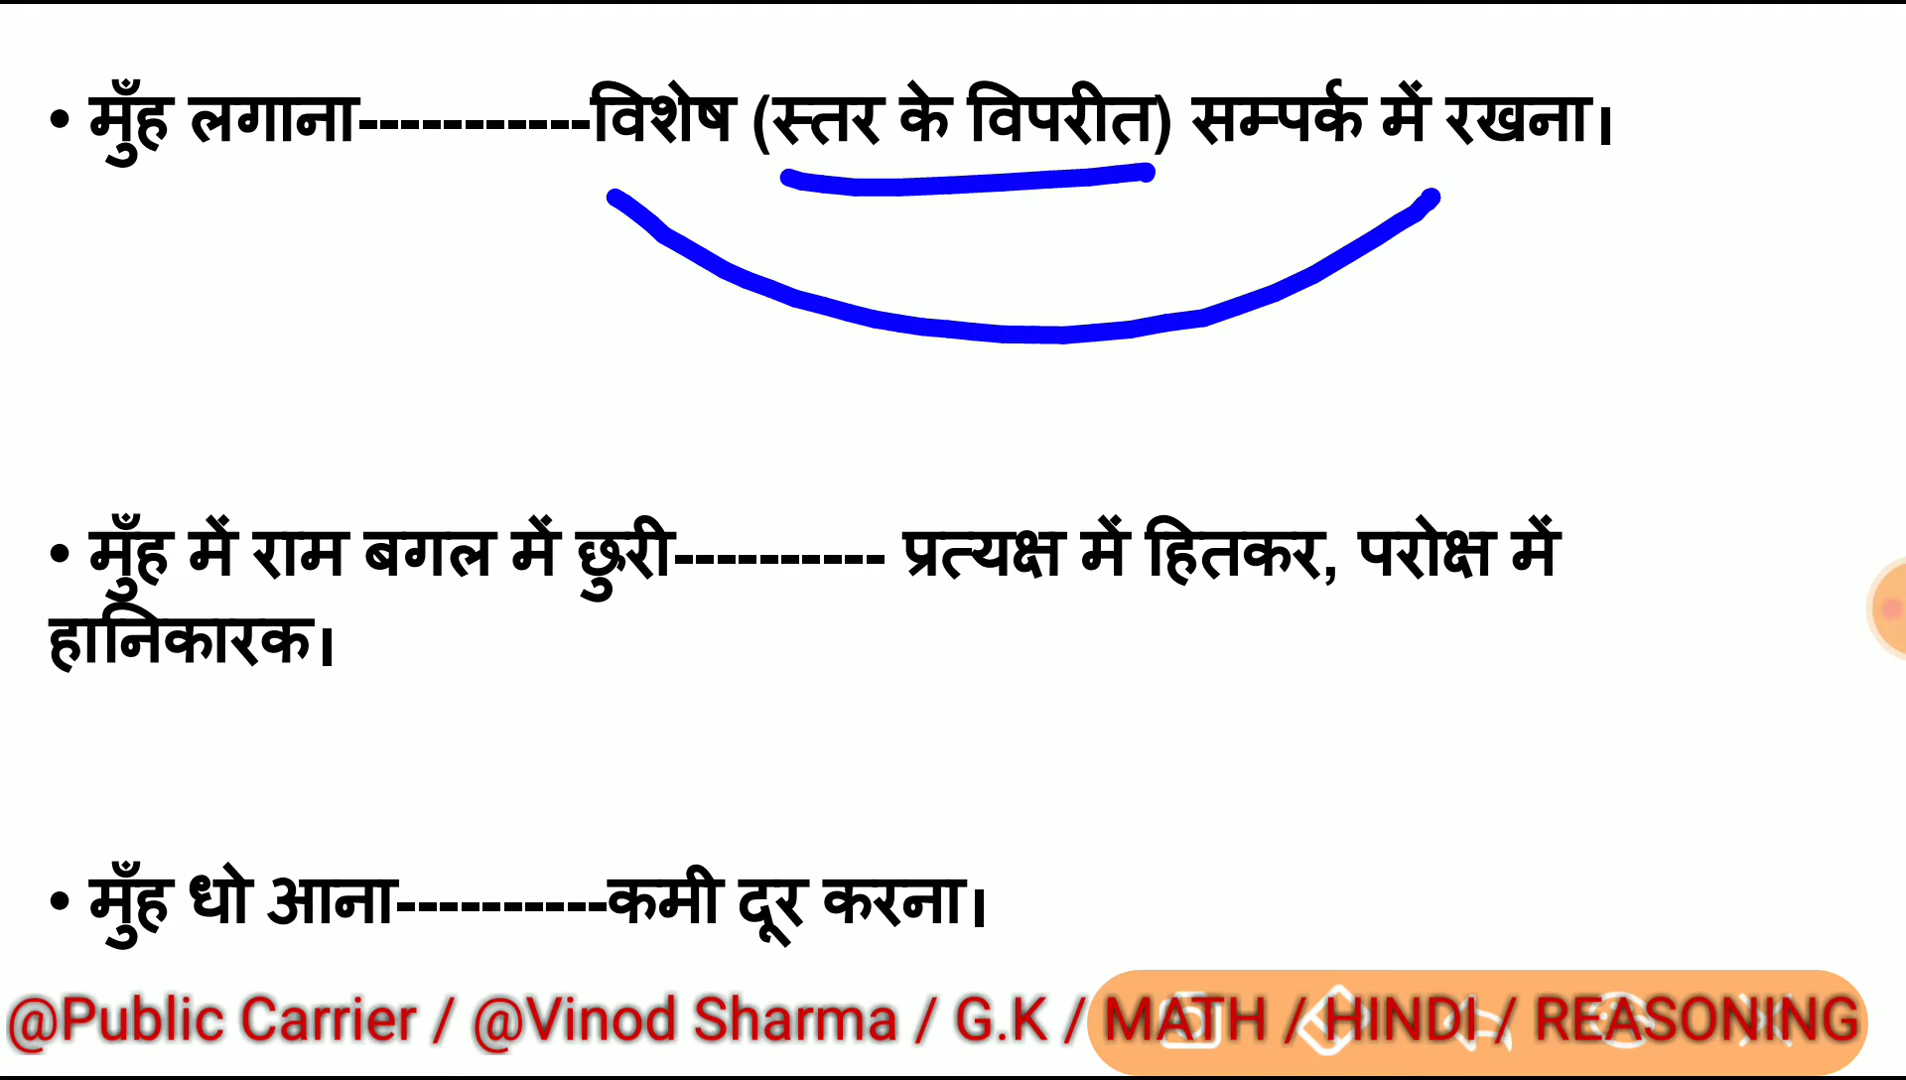 • मुँह लगाना-----------विशेष (स्तर के विपरीत) सम्पर्क में रखना।
• मुँह में राम बगल में छुरी---------- प्रत्यक्ष में हितकर, परोक्ष में
हानिकारक।
• मुँह धो आना----------कमी दूर करना।
@Public Carrier / @Vinod Sharma / G.K / MATH / HINDI / REASONING